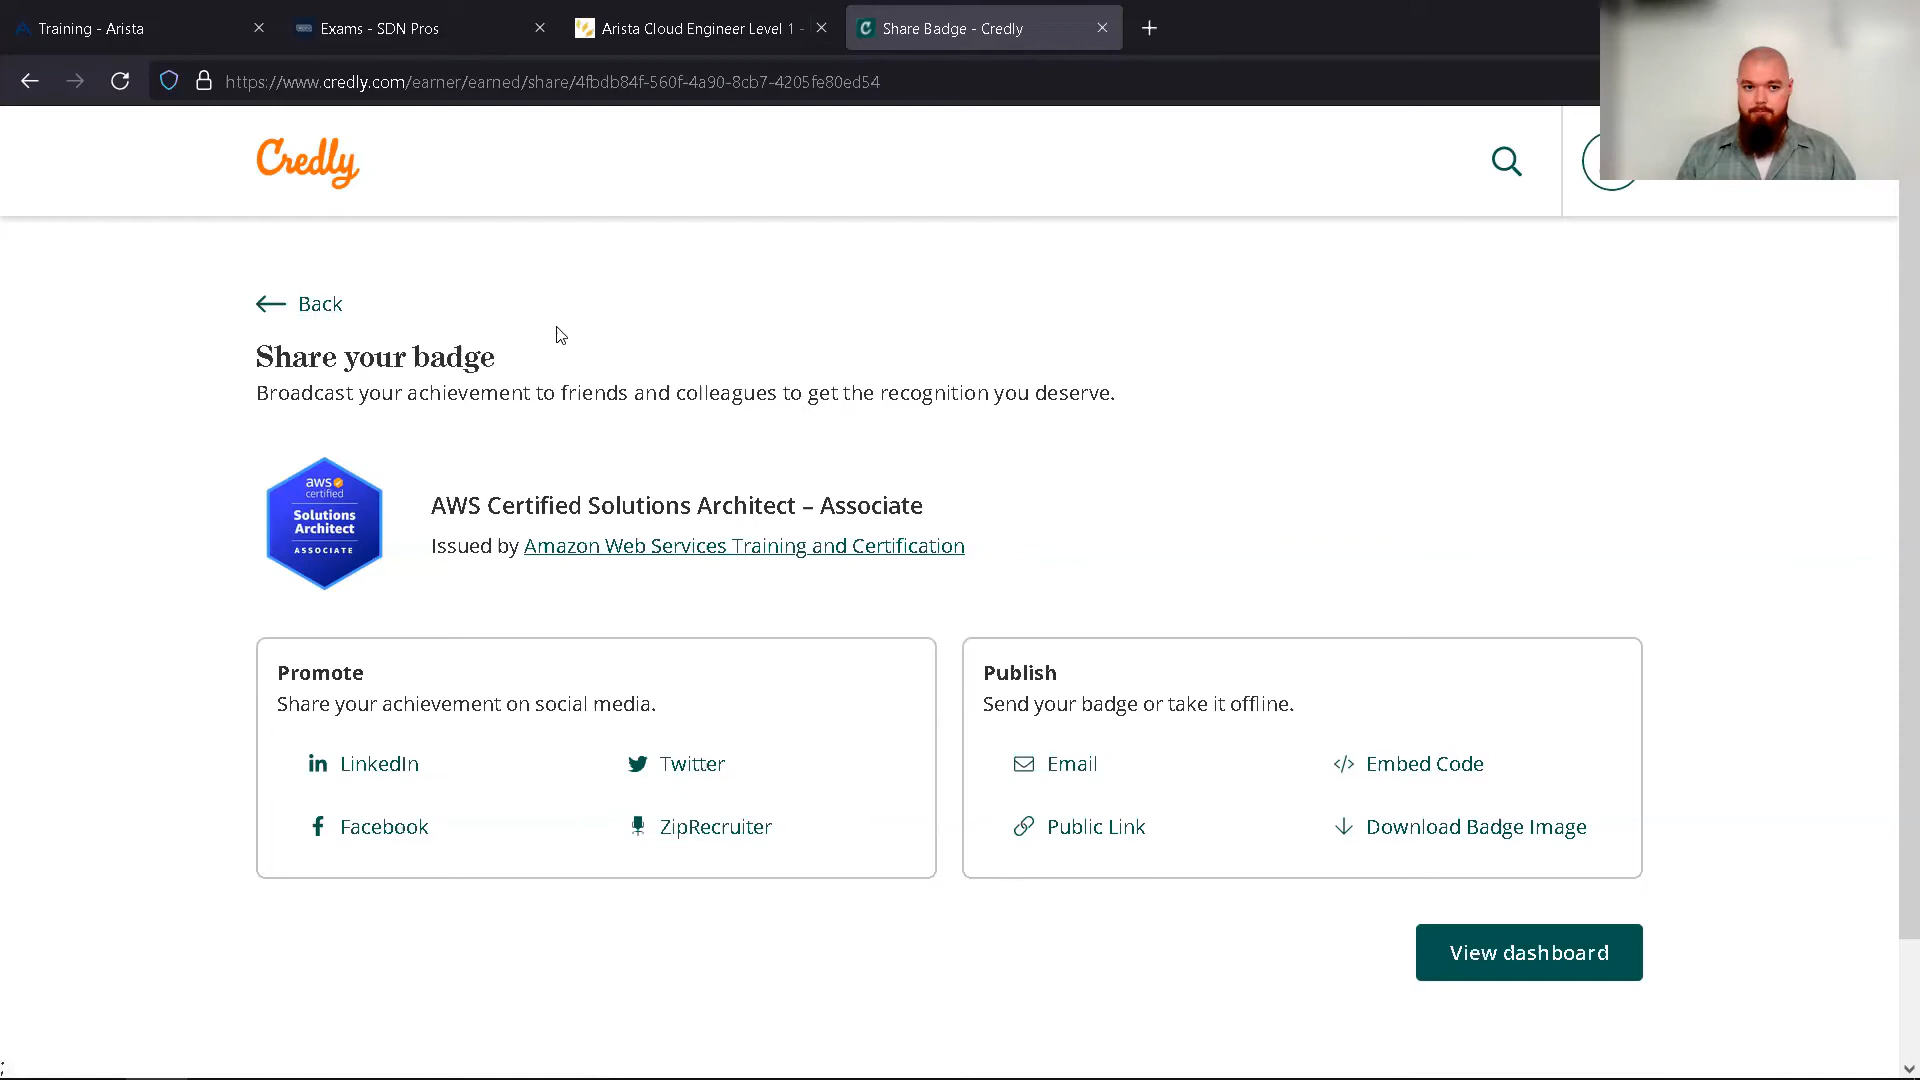 Training - Arista
Exams - SDN Pros
Arista Cloud Engineer Level 1 -
Share Badge - Credly
https://www.credly.com/earner/earned/share/4fbdb84f-560f-4a90-8cb7-4205fe80ed54
Credly
Back
Share your badge
Broadcast your achievement to friends and colleagues to get the recognition you deserve.
aws
certified
Solutions
Architect
ASSOCIATE
AWS Certified Solutions Architect – Associate
Issued by Amazon Web Services Training and Certification
Promote
Share your achievement on social media.
LinkedIn
Twitter
Facebook
ZipRecruiter
Publish
Send your badge or take it offline.
Email
</> Embed Code
Public Link
Download Badge Image
View dashboard
;